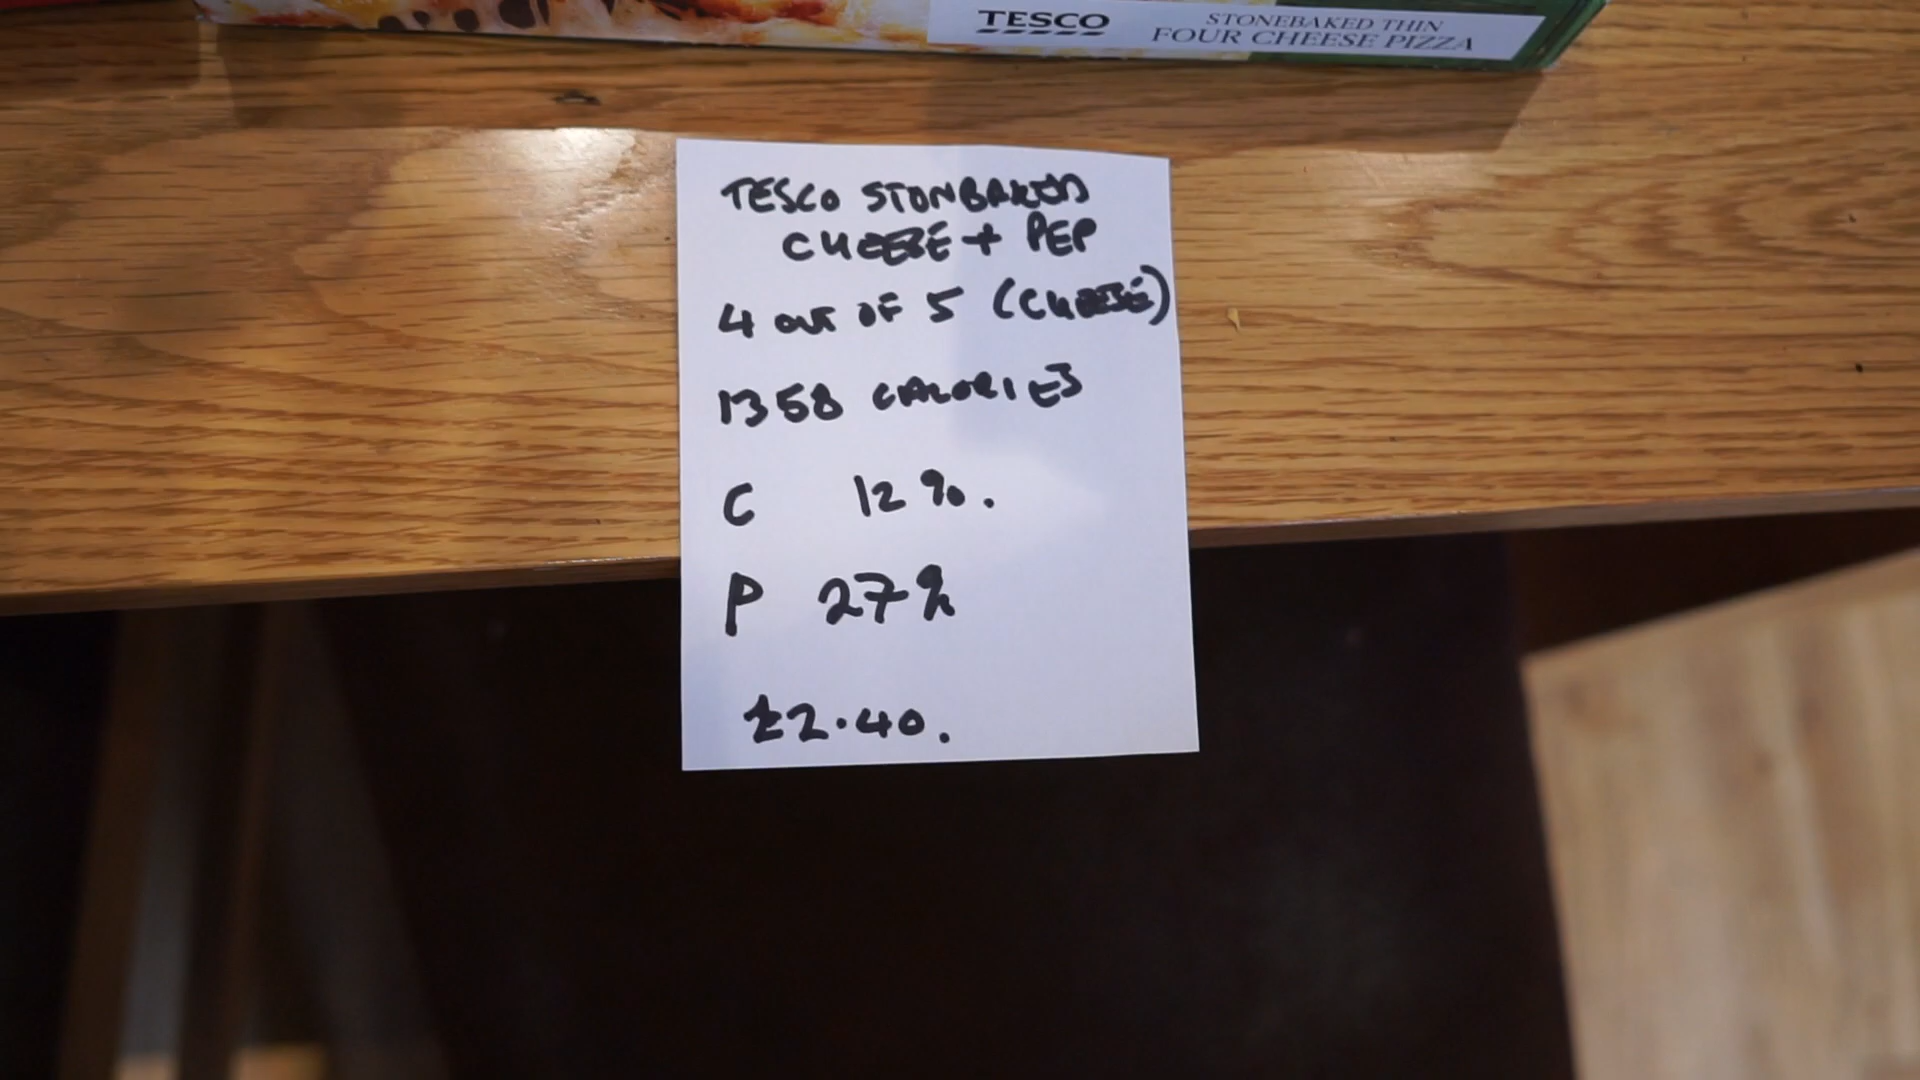 TESCO
STONEBAKED THIN
FOUR CHEESE PIZZA
TESCO STONBAKED
CHEESE + PEP
4 OUT OF 5 (CHEESE)
1358 CALORIES
C 12%.
P 27%
£2.40.